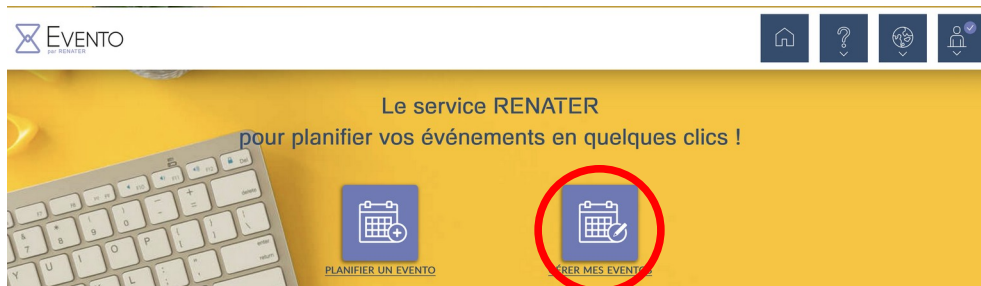 EVENTO
par RENATER
Le service RENATER
pour planifier vos événements en quelques clics !
PLANIFIER UN EVENTO
GÉRER MES EVENTOS